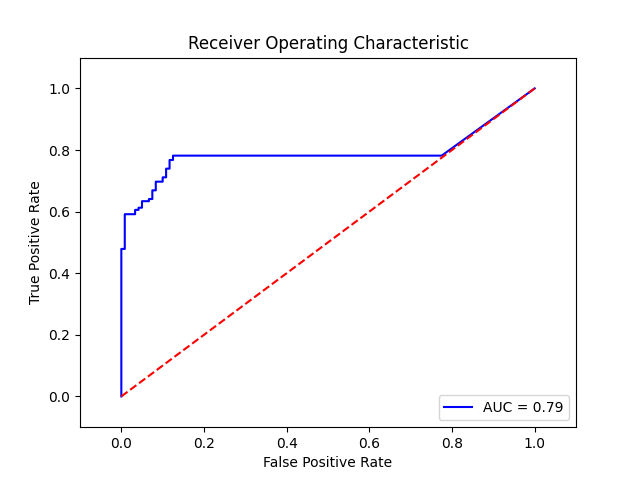 Receiver Operating Characteristic
True Positive Rate
1.0
0.8
0.6
0.4
0.2
0.0
AUC = 0.79
0.0 0.2 0.4 0.6 0.8 1.0
False Positive Rate